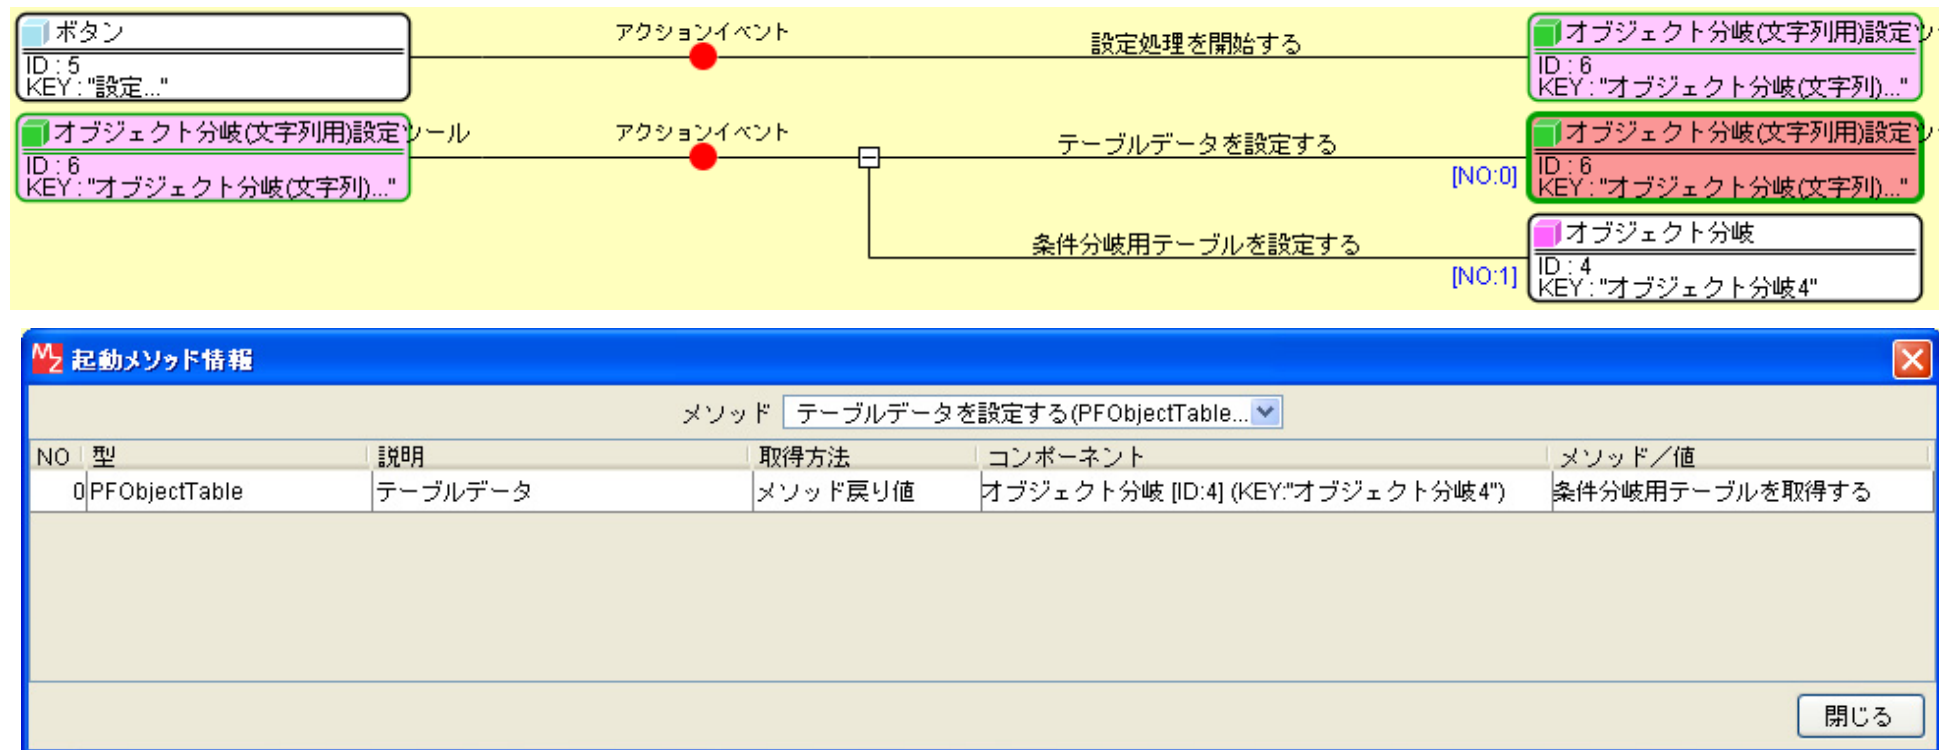 ボタン
アクションイベント
設定処理を開始する
オブジェクト分岐(文字列用)設定ツ
ID : 5
KEY : "設定..."
ID : 6
KEY : "オブジェクト分岐(文字列)..."
オブジェクト分岐(文字列用)設定ツール
アクションイベント
テーブルデータを設定する
オブジェクト分岐(文字列用)設定ツ
ID : 6
KEY : "オブジェクト分岐(文字列)..."
[NO:0]
ID : 6
KEY : "オブジェクト分岐(文字列)..."
条件分岐用テーブルを設定する
オブジェクト分岐
[NO:1]
ID : 4
KEY : "オブジェクト分岐4"
MZ 起動メソッド情報
メソッド テーブルデータを設定する(PFObjectTable...
NO 型 説明 取得方法 コンポーネント メソッド／値
0 PFObjectTable テーブルデータ メソッド戻り値 オブジェクト分岐 [ID:4] (KEY:"オブジェクト分岐4") 条件分岐用テーブルを取得する
閉じる